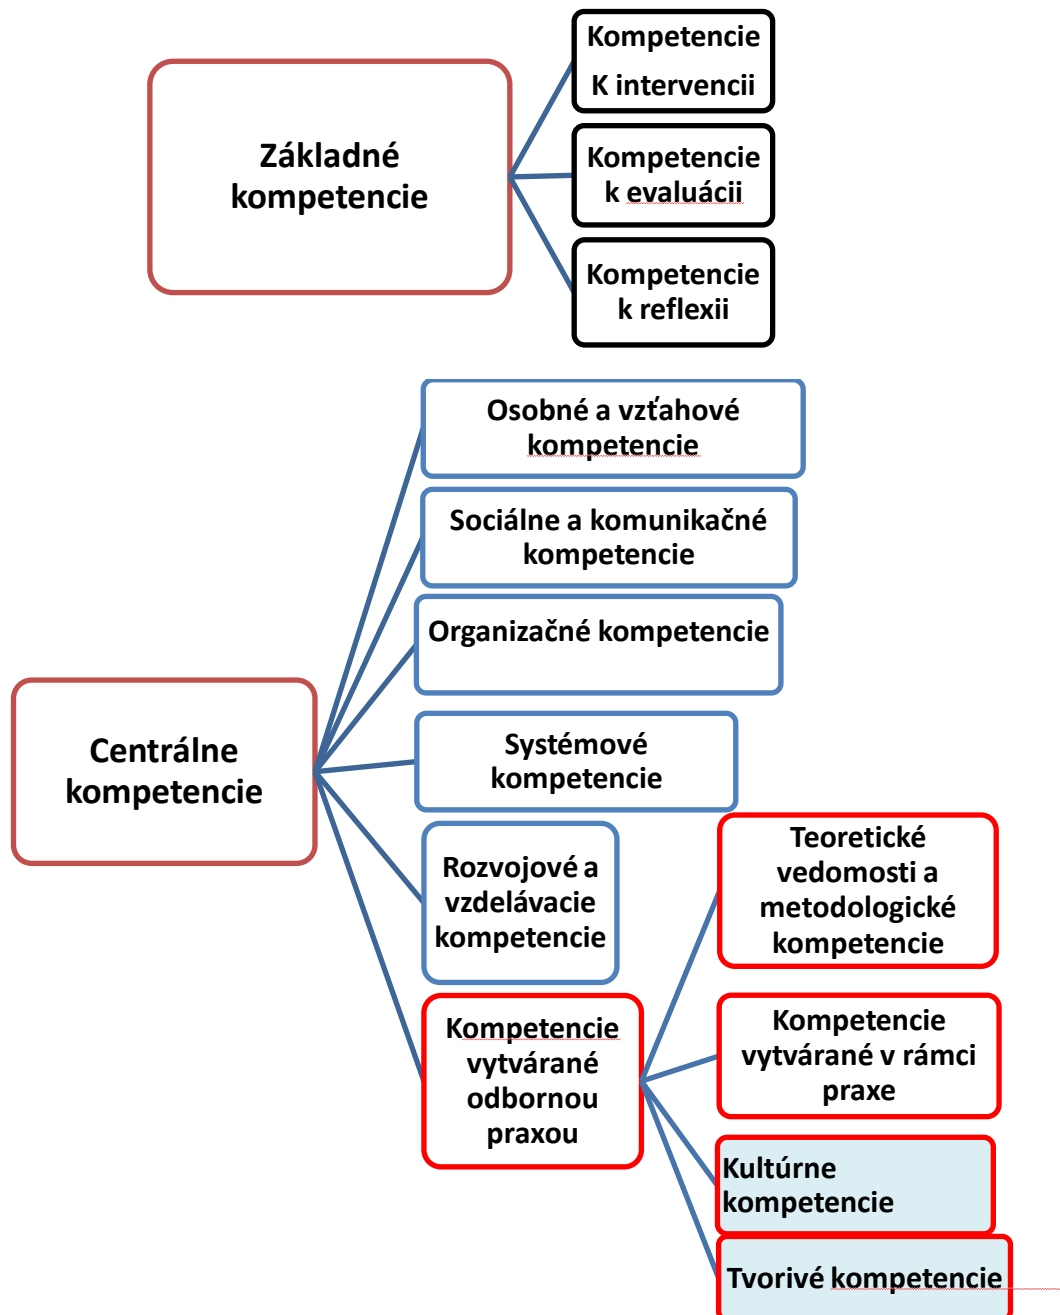 Základné
kompetencie
Kompetencie
K intervencii
Kompetencie
k evaluácii
Kompetencie
k reflexii
Centrálne
kompetencie
Osobné a vzťahové
kompetencie
Sociálne a komunikačné
kompetencie
Organizačné kompetencie
Systémové
kompetencie
Rozvojové a
vzdelávacie
kompetencie
Kompetencie
vytvárané
odbornou
praxou
Teoretické
vedomosti a
metodologické
kompetencie
Kompetencie
vytvárané v rámci
praxe
Kultúrne
kompetencie
Tvorivé kompetencie